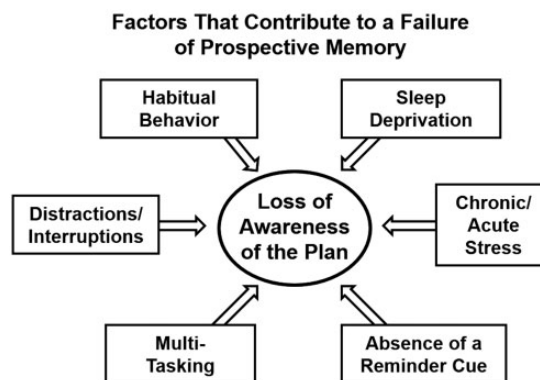 Factors That Contribute to a Failure
of Prospective Memory
Habitual
Behavior
Sleep
Deprivation
Distractions/
Interruptions
Loss of
Awareness
of the Plan
Chronic/
Acute
Stress
Multi-
Tasking
Absence of a
Reminder Cue